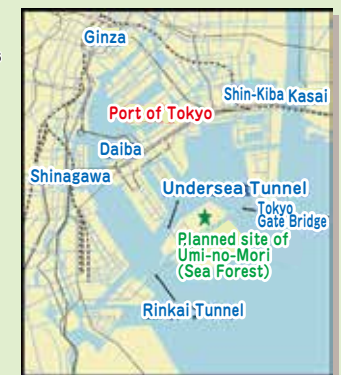 Ginza
Shin-Kiba Kasai
Port of Tokyo
Daiba
Shinagawa
Undersea Tunnel
Tokyo
Gate Bridge
Planned site of
Umi-no-Mori
(Sea Forest)
Rinkai Tunnel